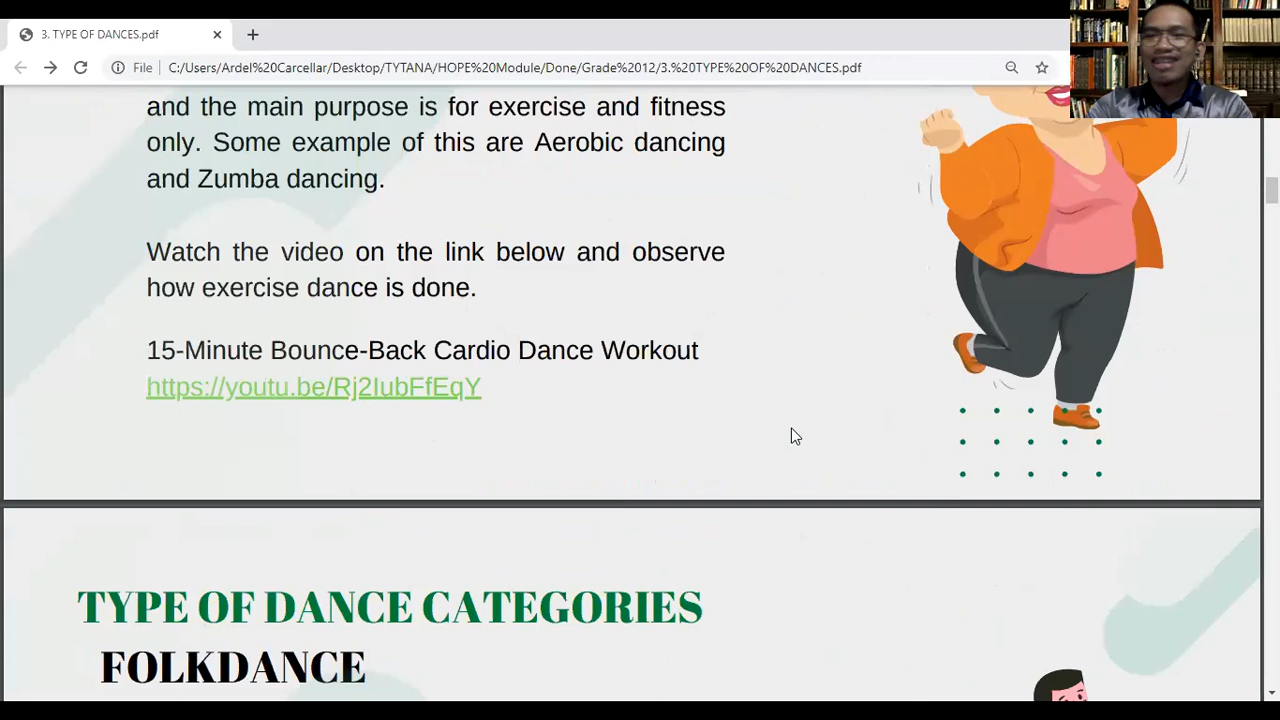 3. TYPE OF DANCES.pdf
File C:/Users/Ardel%20Carcellar/Desktop/TYTANA/HOPE%20Module/Done/Grade%2012/3.%20TYPE%20OF%20DANCES.pdf
and the main purpose is for exercise and fitness
only. Some example of this are Aerobic dancing
and Zumba dancing.
Watch the video on the link below and observe
how exercise dance is done.
15-Minute Bounce-Back Cardio Dance Workout
https://youtu.be/Rj2IubFfEqY
TYPE OF DANCE CATEGORIES
FOLKDANCE